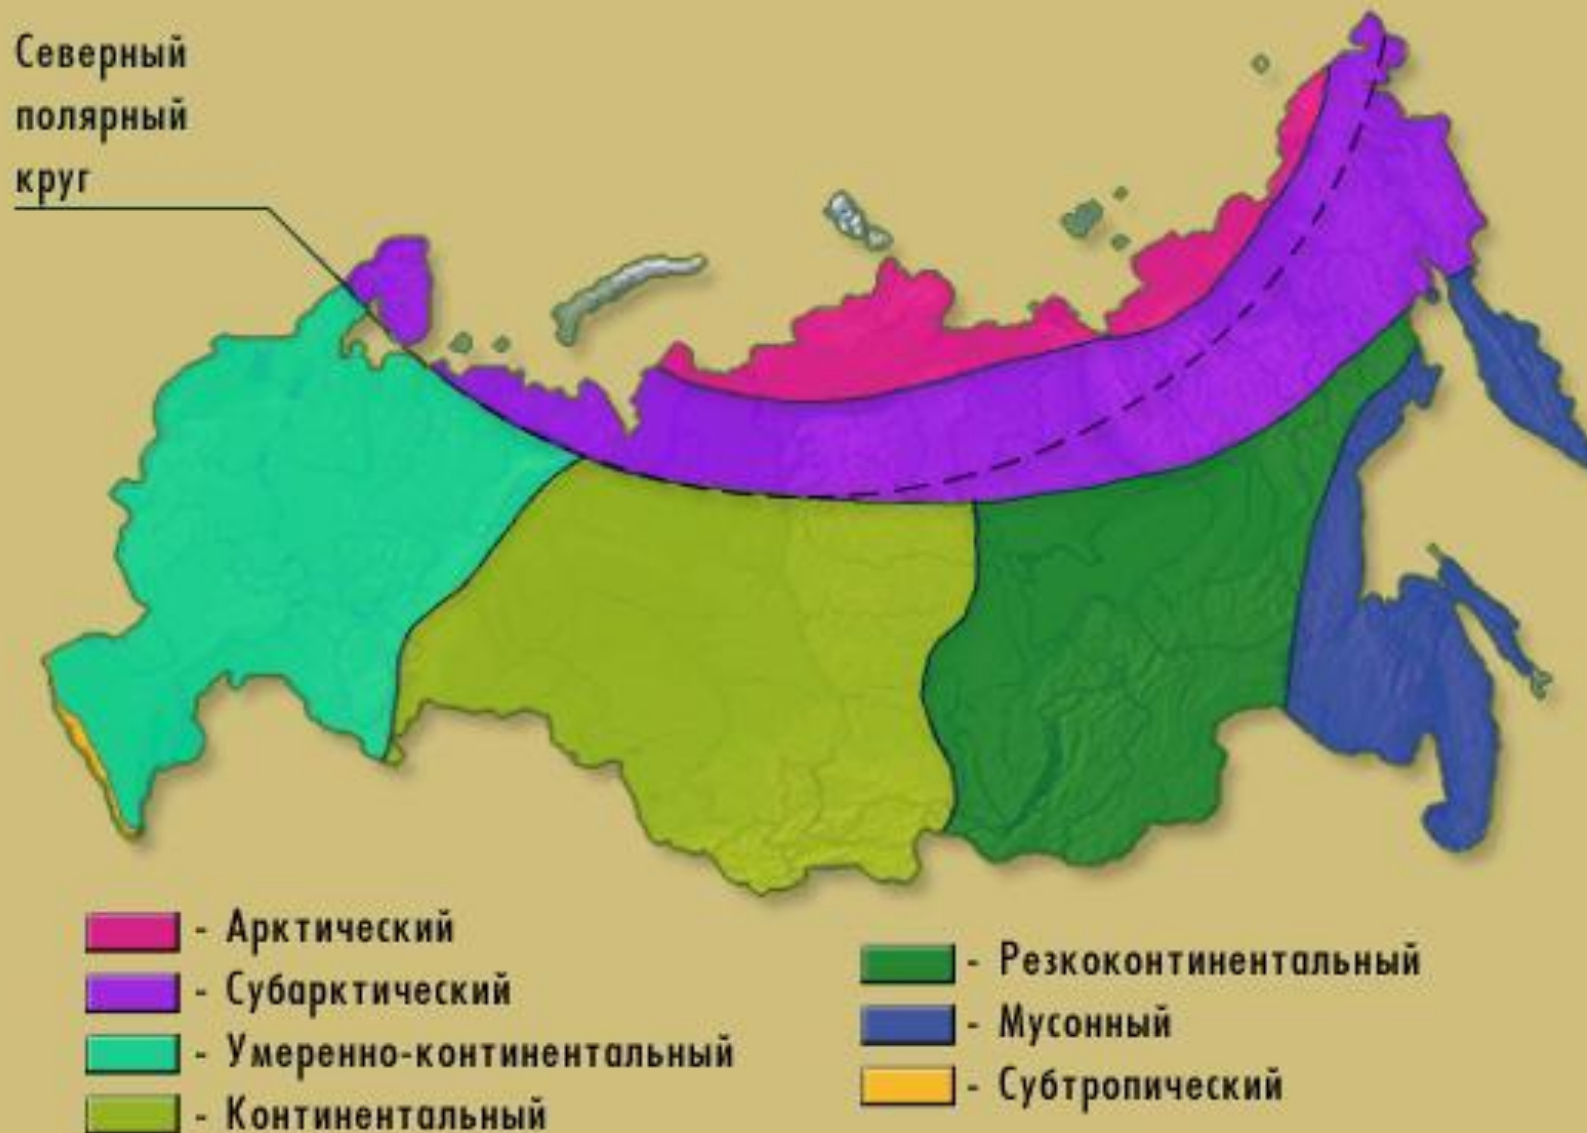 Северный
полярный
круг
- Арктический
- Субарктический
- Умеренно-континентальный
- Континентальный
- Резкоконтинентальный
- Мусонный
- Субтропический